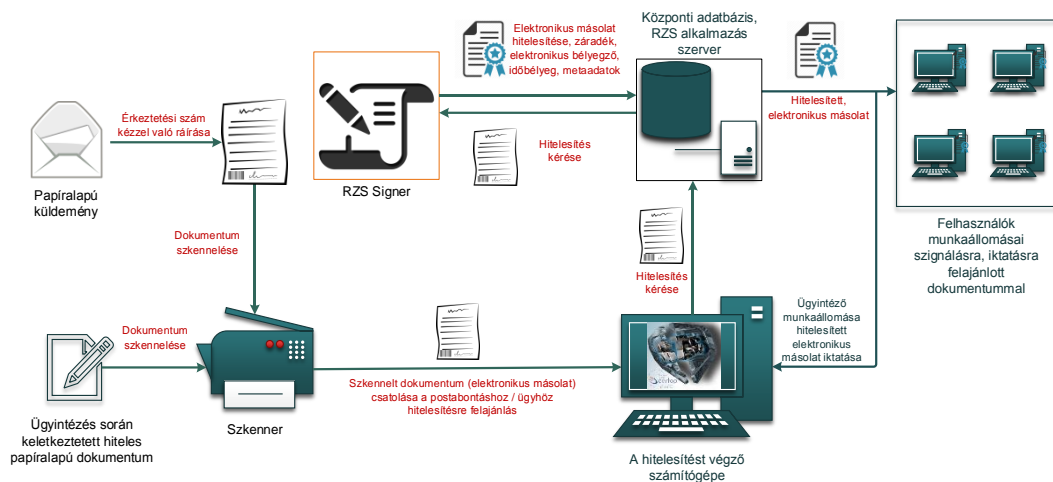 Elektronikus másolat
hitelesítése, záradék,
elektronikus bélyegző,
időbélyeg, metaadatok
Központi adatbázis,
RZS alkalmazás
szerver
Érkeztetési szám
kézzel való ráírása
Hitelesített,
elektronikus másolat
Hitelesítés
kérése
Papíralapú
küldemény
RZS Signer
Felhasználók
munkaállomásai
szignálásra, iktatásra
felajánlott
dokumentummal
Dokumentum
szkennelése
Hitelesítés
kérése
Ügyintéző
munkaállomása
hitelesített
elektronikus
másolat iktatása
Dokumentum
szkennelése
Szkennelt dokumentum (elektronikus másolat)
csatolása a postabontáshoz / ügyhöz
hitelesítésre felajánlás
Ügyintézés során
keletkeztetett hiteles
papíralapú dokumentum
Szkenner
A hitelesítést végző
számítógépe